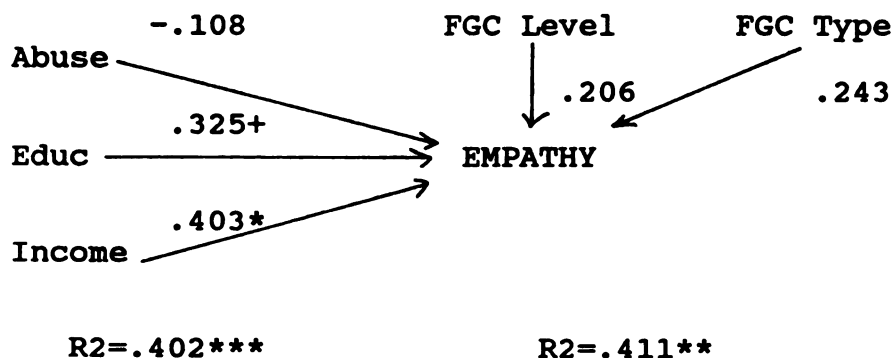 -.108 FGC Level FGC Type
Abuse
.206 .243
.325+
Educ EMPATHY
.403*
Income
R2=.402*** R2=.411**